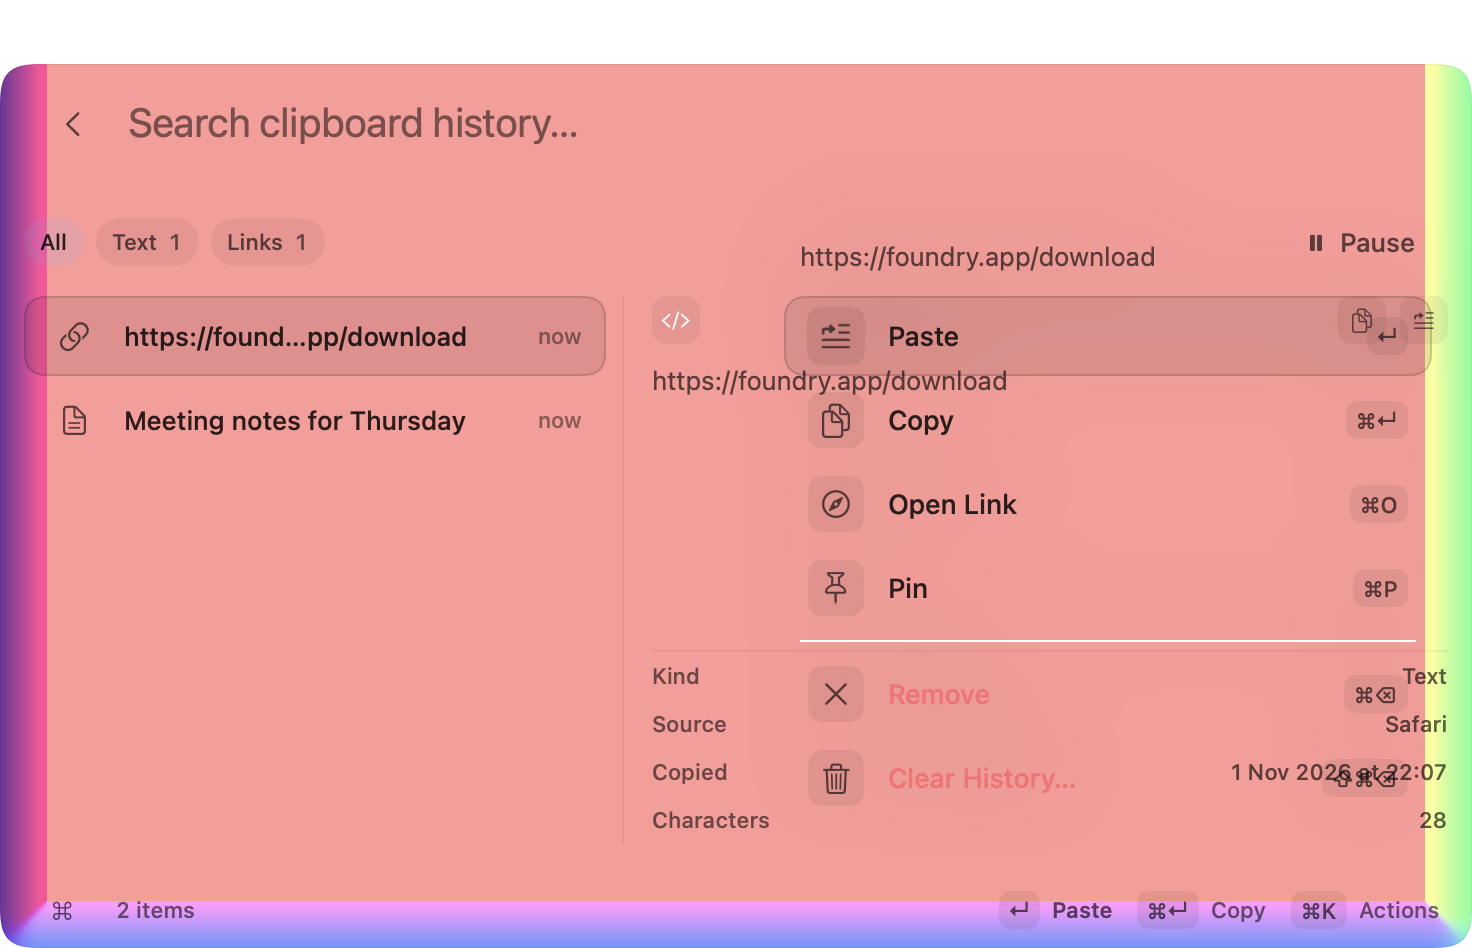 Search clipboard history...
All
Text 1
Links 1
Pause
https://foundry.app/download
https://found...pp/download now
Meeting notes for Thursday now
</>
https://foundry.app/download
Paste ↵
Copy ⌘↵
Open Link ⌘O
Pin ⌘P
Remove ⌘⌫
Clear History... ⇧⌘⌫
Kind Text
Source Safari
Copied 1 Nov 2026 at 22:07
Characters 28
⌘ 2 items
↵ Paste ⌘↵ Copy ⌘K Actions